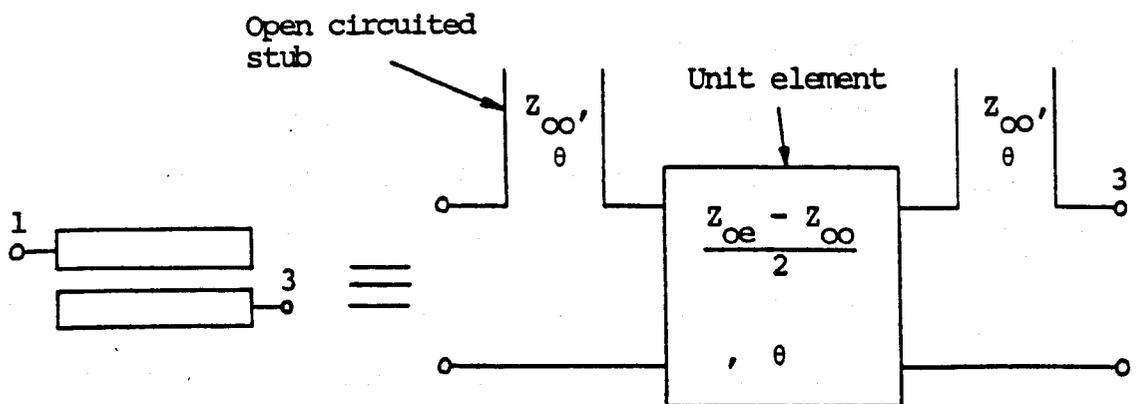 Open circuited
stub
Unit element
Z_oo,
θ
Z_oo,
θ
1
3
Z_oe - Z_oo
2
, θ
3